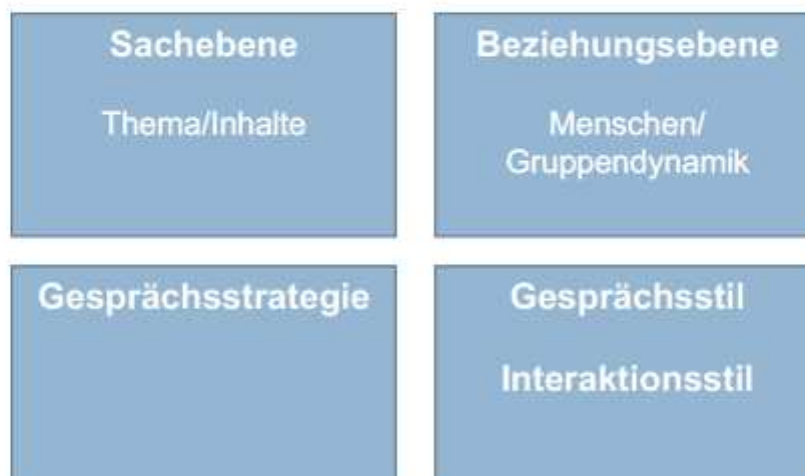 Sachebene
Thema/Inhalte
Beziehungsebene
Menschen/
Gruppendynamik
Gesprächsstrategie
Gesprächsstil
Interaktionsstil